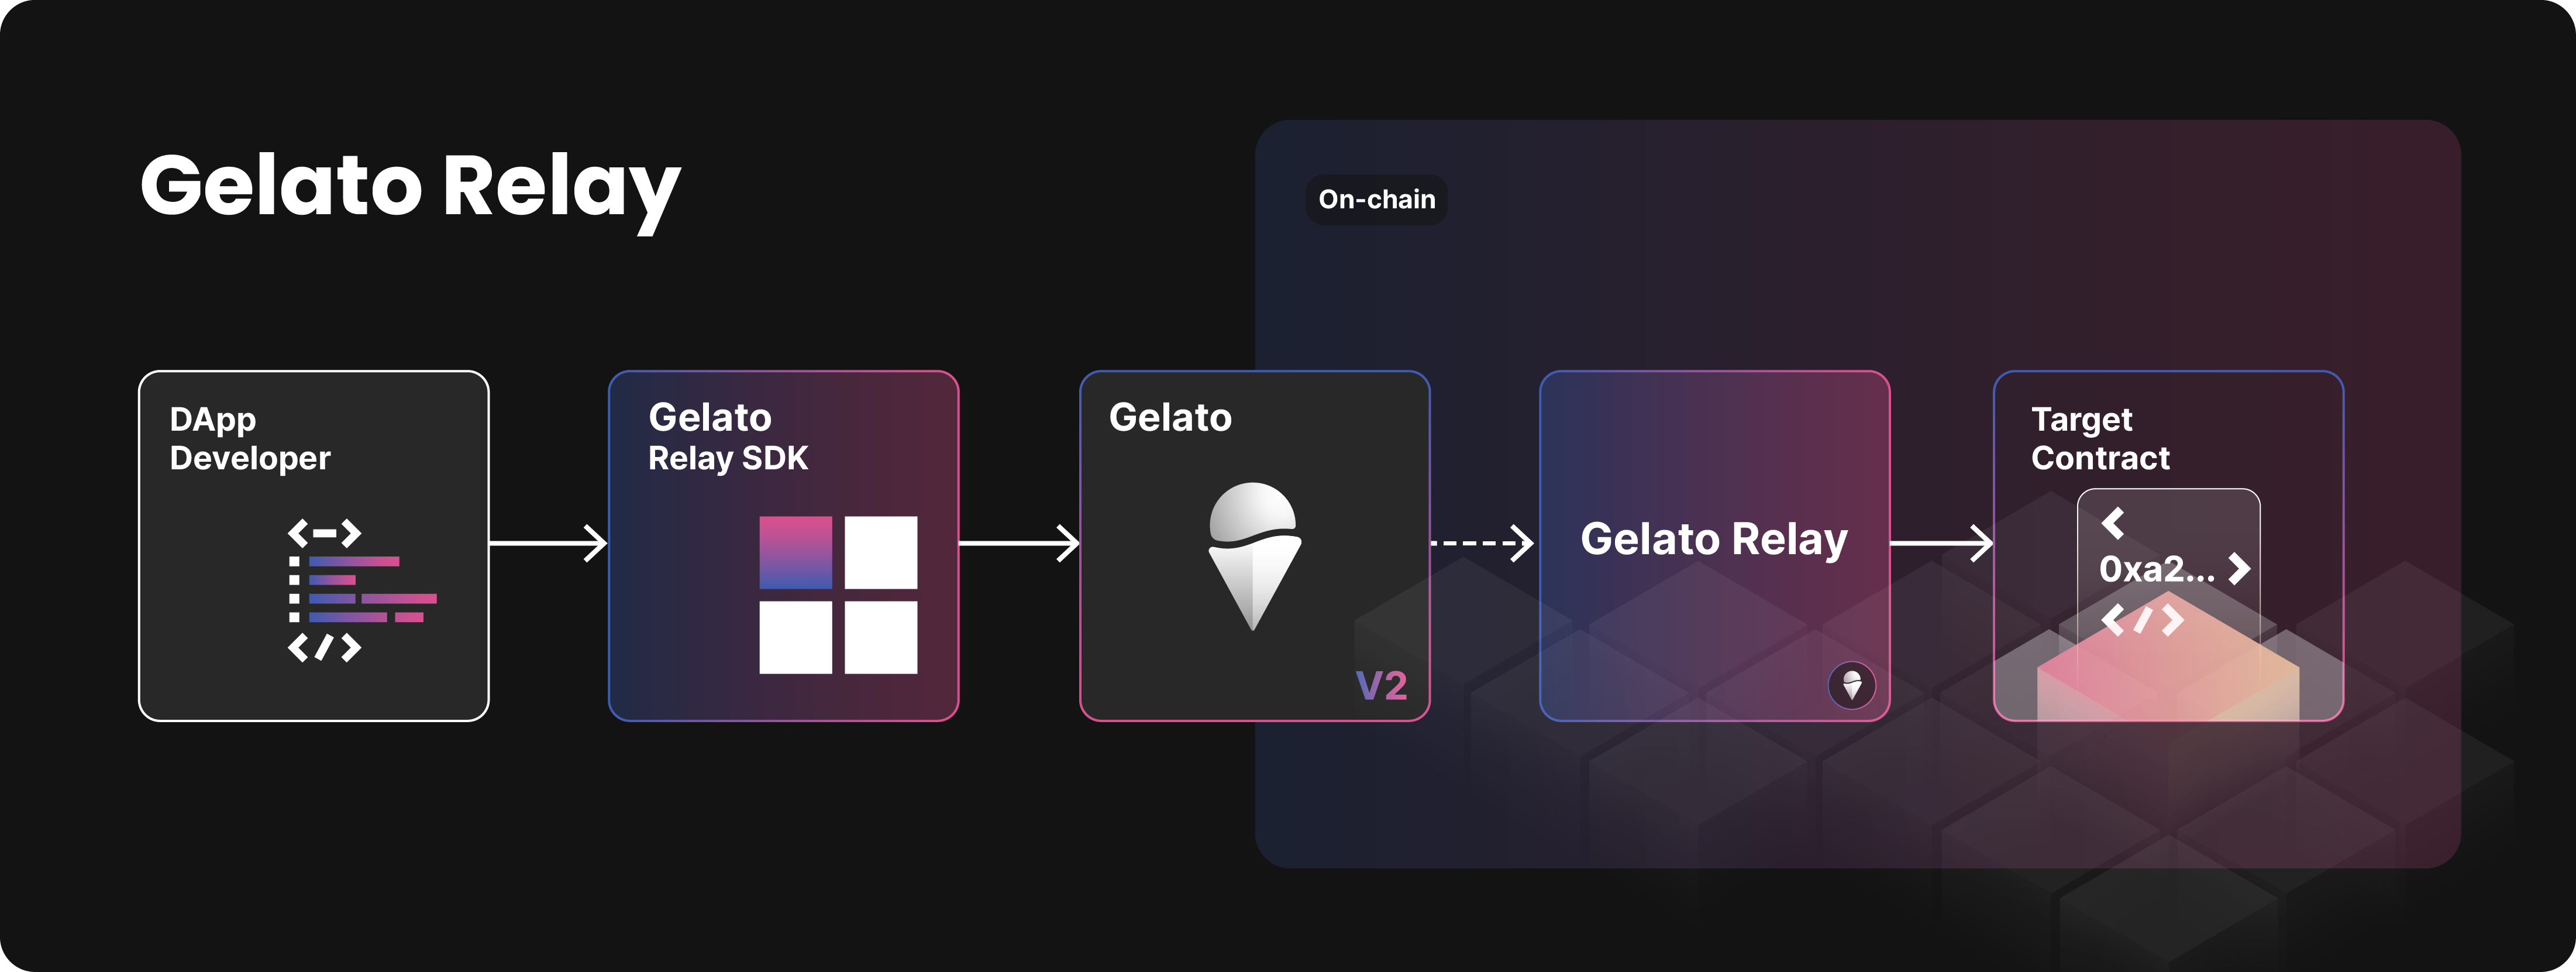 Gelato Relay
On-chain
DApp
Developer
Gelato
Relay SDK
Gelato
V2
Gelato Relay
Target
Contract
<
0xa2... >
</>